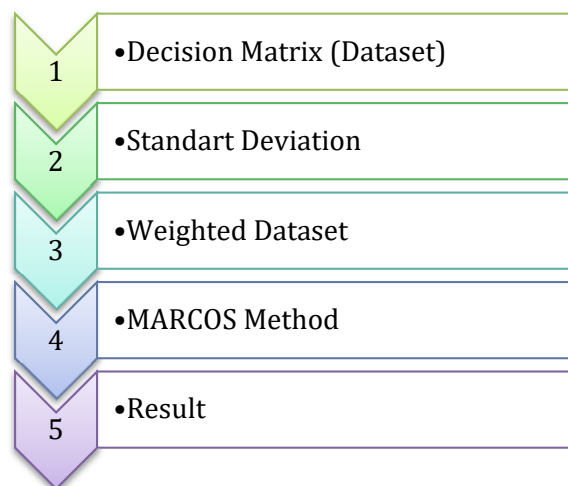 1
•Decision Matrix (Dataset)
2
•Standart Deviation
3
•Weighted Dataset
4
•MARCOS Method
5
•Result